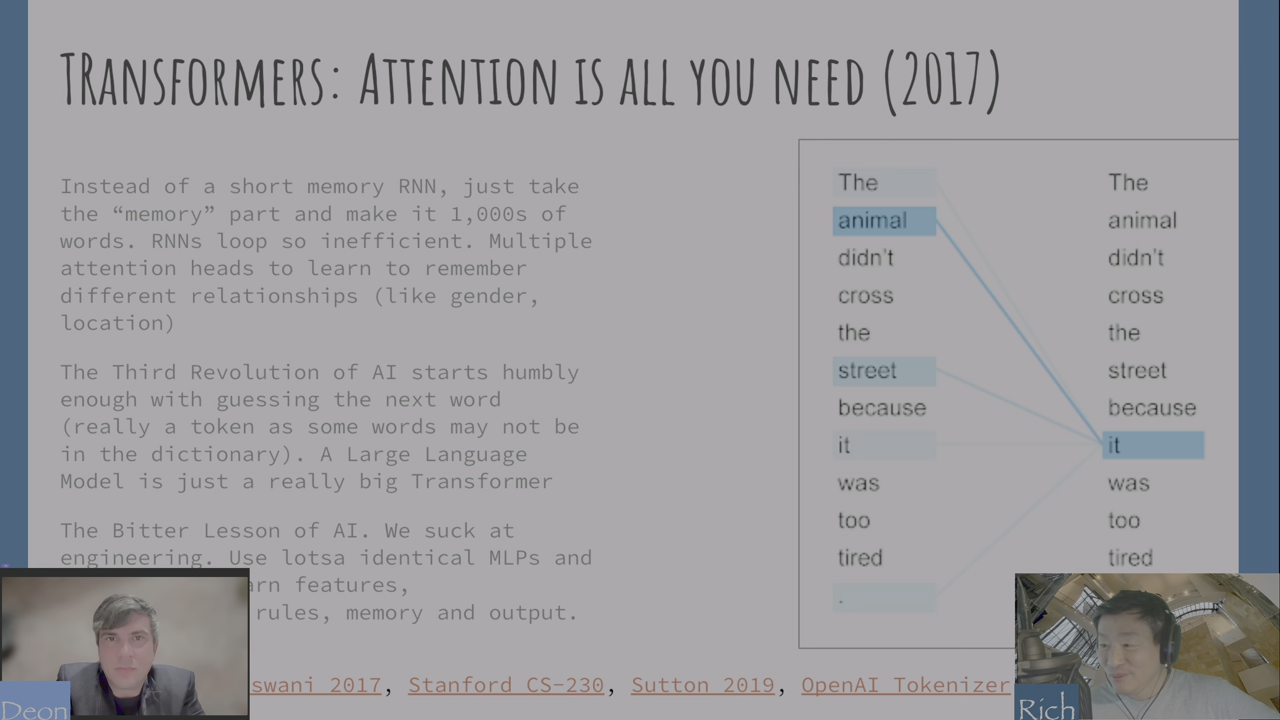 TRansformers: Attention is all you need (2017)
Instead of a short memory RNN, just take
the “memory” part and make it 1,000s of
words. RNNs loop so inefficient. Multiple
attention heads to learn to remember
different relationships (like gender,
location)
The Third Revolution of AI starts humbly
enough with guessing the next word
(really a token as some words may not be
in the dictionary). A Large Language
Model is just a really big Transformer
The Bitter Lesson of AI. We suck at
engineering. Use lotsa identical MLPs and
arn features,
rules, memory and output.
swani 2017, Stanford CS-230, Sutton 2019, OpenAI Tokenizer
The The
animal animal
didn't didn't
cross cross
the the
street street
because because
it it
was was
too too
tired tired
.
Deon
Rich